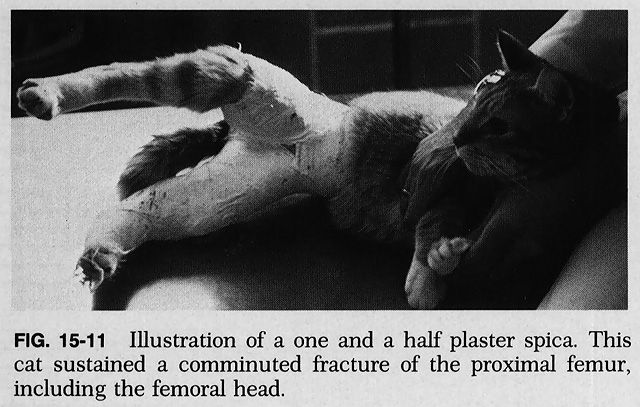 FIG. 15-11 Illustration of a one and a half plaster spica. This
cat sustained a comminuted fracture of the proximal femur,
including the femoral head.